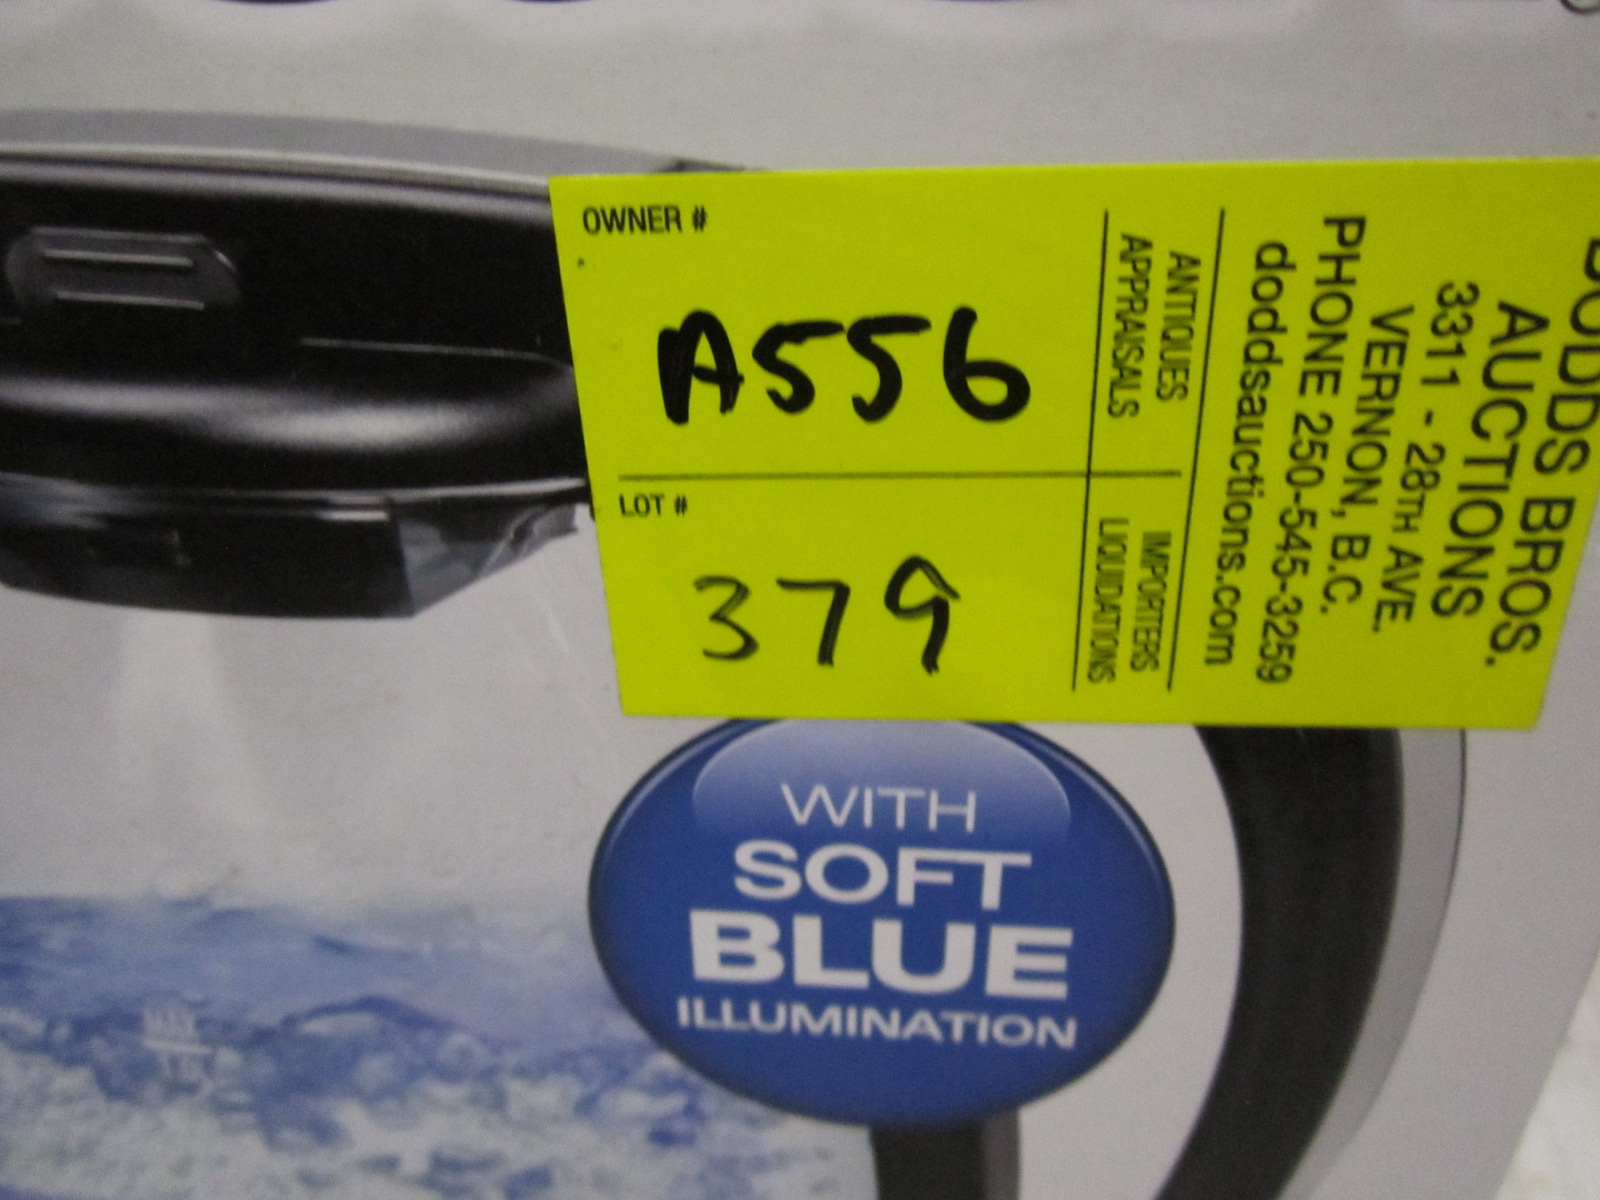 OWNER #
A556
LOT #
379
ANTIQUES
APPRAISALS
IMPORTERS
LIQUIDATIONS
DODDS BROS.
AUCTIONS
3311 - 28TH AVE.
VERNON, B.C.
PHONE 250-545-3259
doddsauctions.com
WITH
SOFT
BLUE
ILLUMINATION
MAX